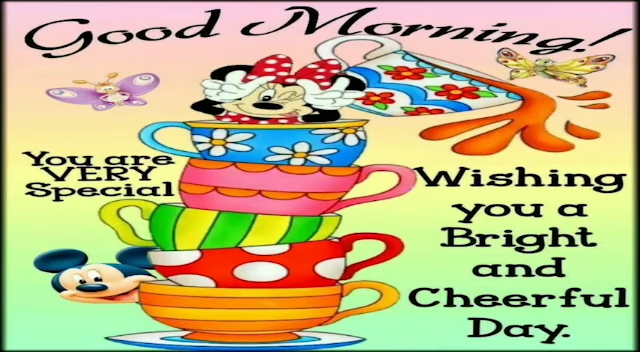 Good Morning!
You are
VERY
Special
Wishing
you a
Bright
and
Cheerful
Day.